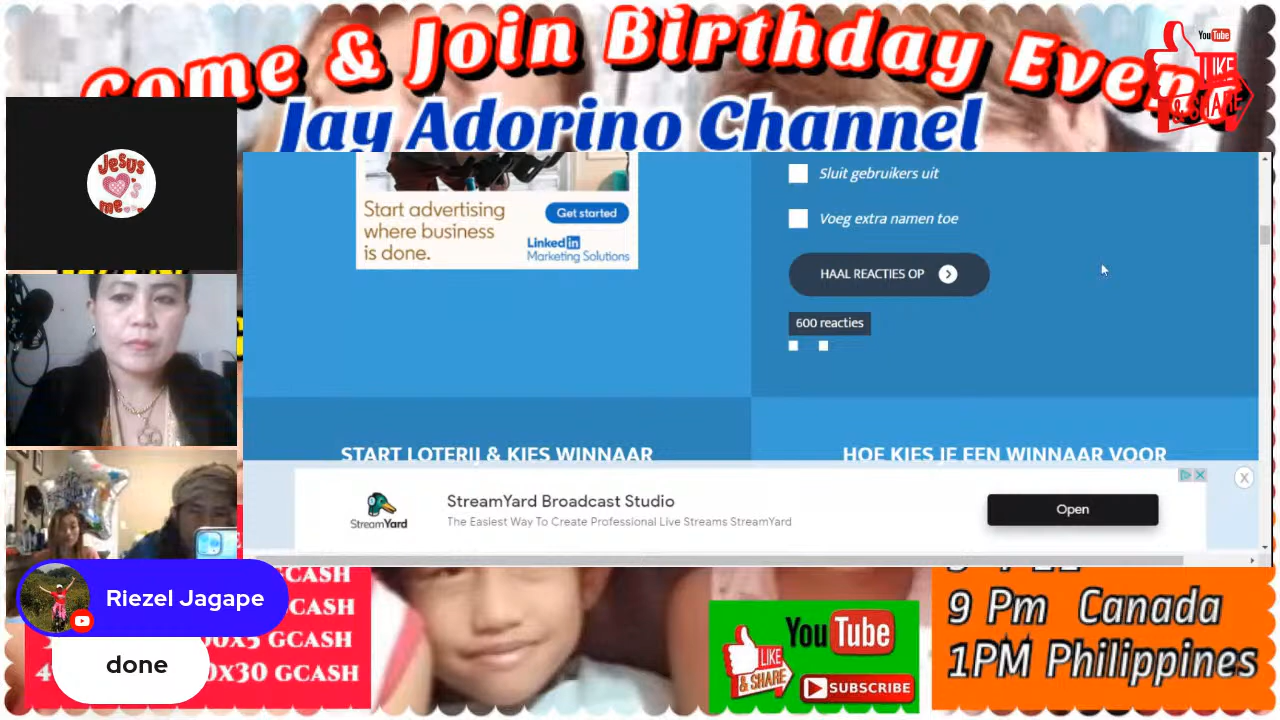 Come & Join Birthday Even
Jay Adorino Channel
YouTube
LIKE
& SHARE
Jesus
me
Start advertising
where business
is done.
Get started
Linked in
Marketing Solutions
Sluit gebruikers uit
Voeg extra namen toe
HAAL REACTIES OP
600 reacties
START LOTERIJ & KIES WINNAAR
HOE KIES JE EEN WINNAAR VOOR
StreamYard
StreamYard Broadcast Studio
The Easiest Way To Create Professional Live Streams StreamYard
Open
GCASH
GCASH
00X5 GCASH
0X30 GCASH
Riezel Jagape
done
YouTube
LIKE
& SHARE
SUBSCRIBE
9 Pm Canada
1PM Philippines